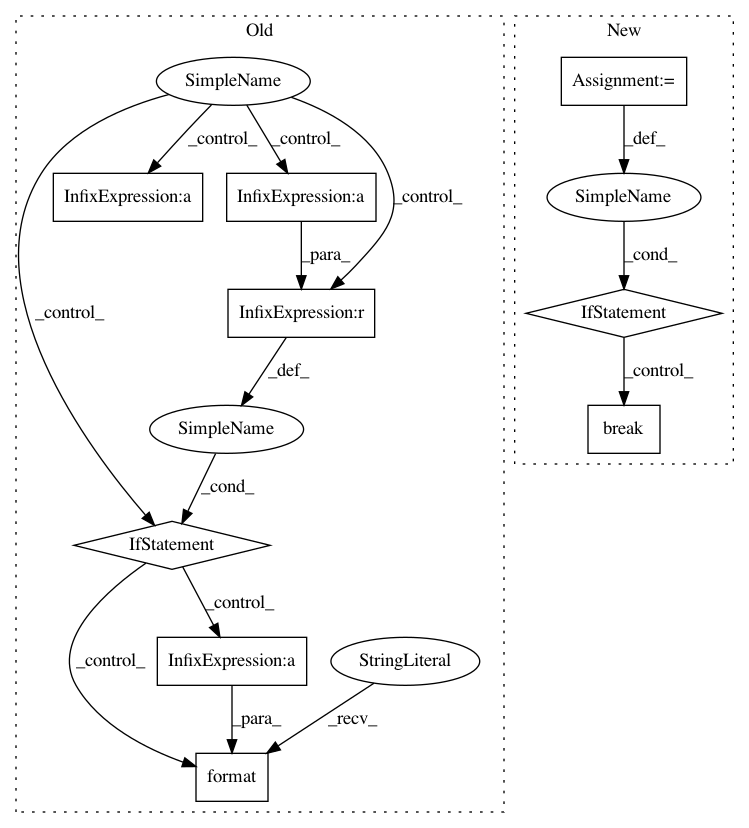 Old
New
SimpleName
Assignment:=
_control_
_control_
_def_
InfixExpression:a
InfixExpression:a
_control_
SimpleName
_para_
_cond_
_control_
InfixExpression:r
IfStatement
_def_
_control_
SimpleName
break
_cond_
IfStatement
_control_
_control_
InfixExpression:a
StringLiteral
_para_
_recv_
format